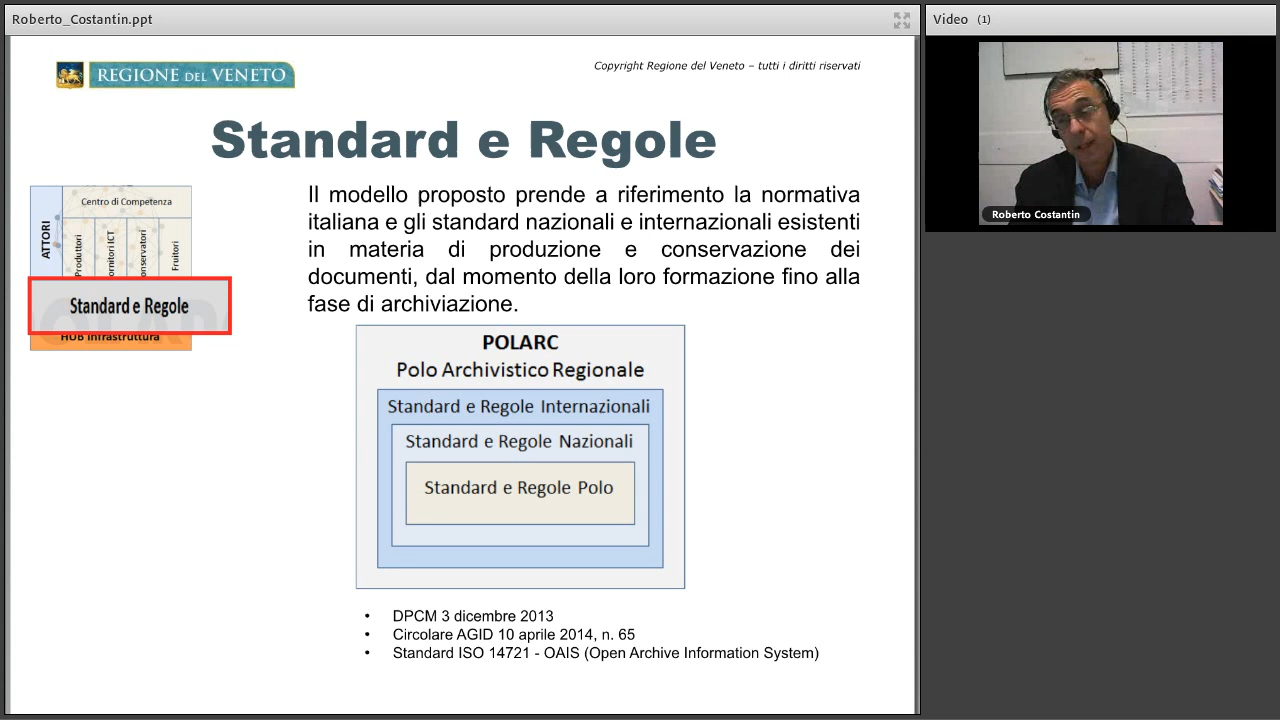 Roberto_Costantin.ppt
Video (1)
REGIONE DEL VENETO
Copyright Regione del Veneto – tutti i diritti riservati
Standard e Regole
Il modello proposto prende a riferimento la normativa
italiana e gli standard nazionali e internazionali esistenti
in materia di produzione e conservazione dei
documenti, dal momento della loro formazione fino alla
fase di archiviazione.
ATTORI
Centro di Competenza
Produttori
ornitori ICT
onservatori
Fruitori
Standard e Regole
HUB Infrastruttura
POLARC
Polo Archivistico Regionale
Standard e Regole Internazionali
Standard e Regole Nazionali
Standard e Regole Polo
• DPCM 3 dicembre 2013
• Circolare AGID 10 aprile 2014, n. 65
• Standard ISO 14721 - OAIS (Open Archive Information System)
Roberto Costantin